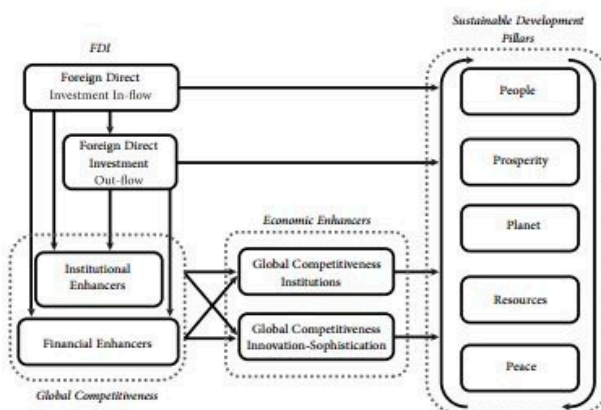 Sustainable Development
Pillars
FDI
Foreign Direct
Investment In-flow
People
Foreign Direct
Investment
Out-flow
Prosperity
Economic Enhancers
Planet
Institutional
Enhancers
Global Competitiveness
Institutions
Resources
Financial Enhancers
Global Competitiveness
Innovation-Sophistication
Peace
Global Competitiveness